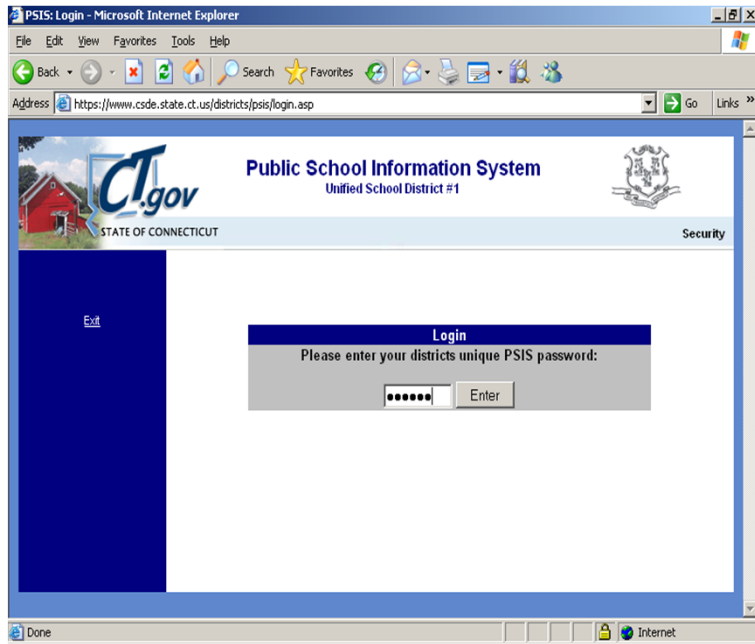 PSIS: Login - Microsoft Internet Explorer
File Edit View Favorites Tools Help
Back Search Favorites
Address https://www.csde.state.ct.us/districts/psis/login.asp Go Links »
CT.gov
STATE OF CONNECTICUT
Public School Information System
Unified School District #1
Security
Exit
Login
Please enter your districts unique PSIS password:
●●●●●● Enter
Done Internet